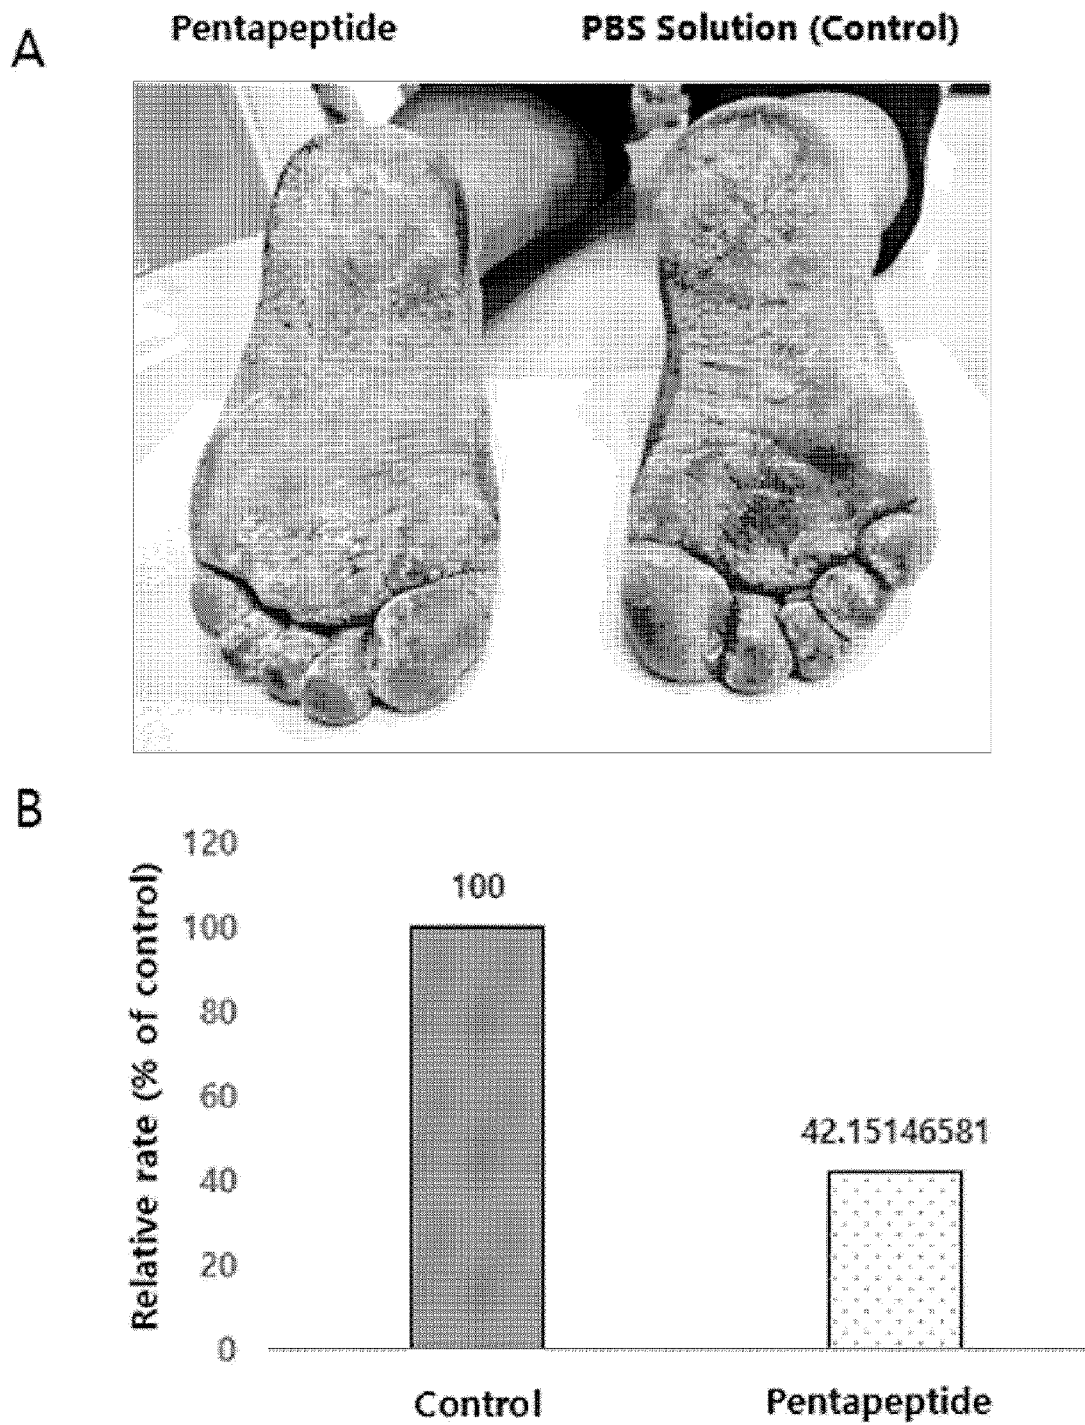 A
Pentapeptide
PBS Solution (Control)
B
Relative rate (% of control)
120
100
80
60
40
20
0
100
42.15146581
Control
Pentapeptide